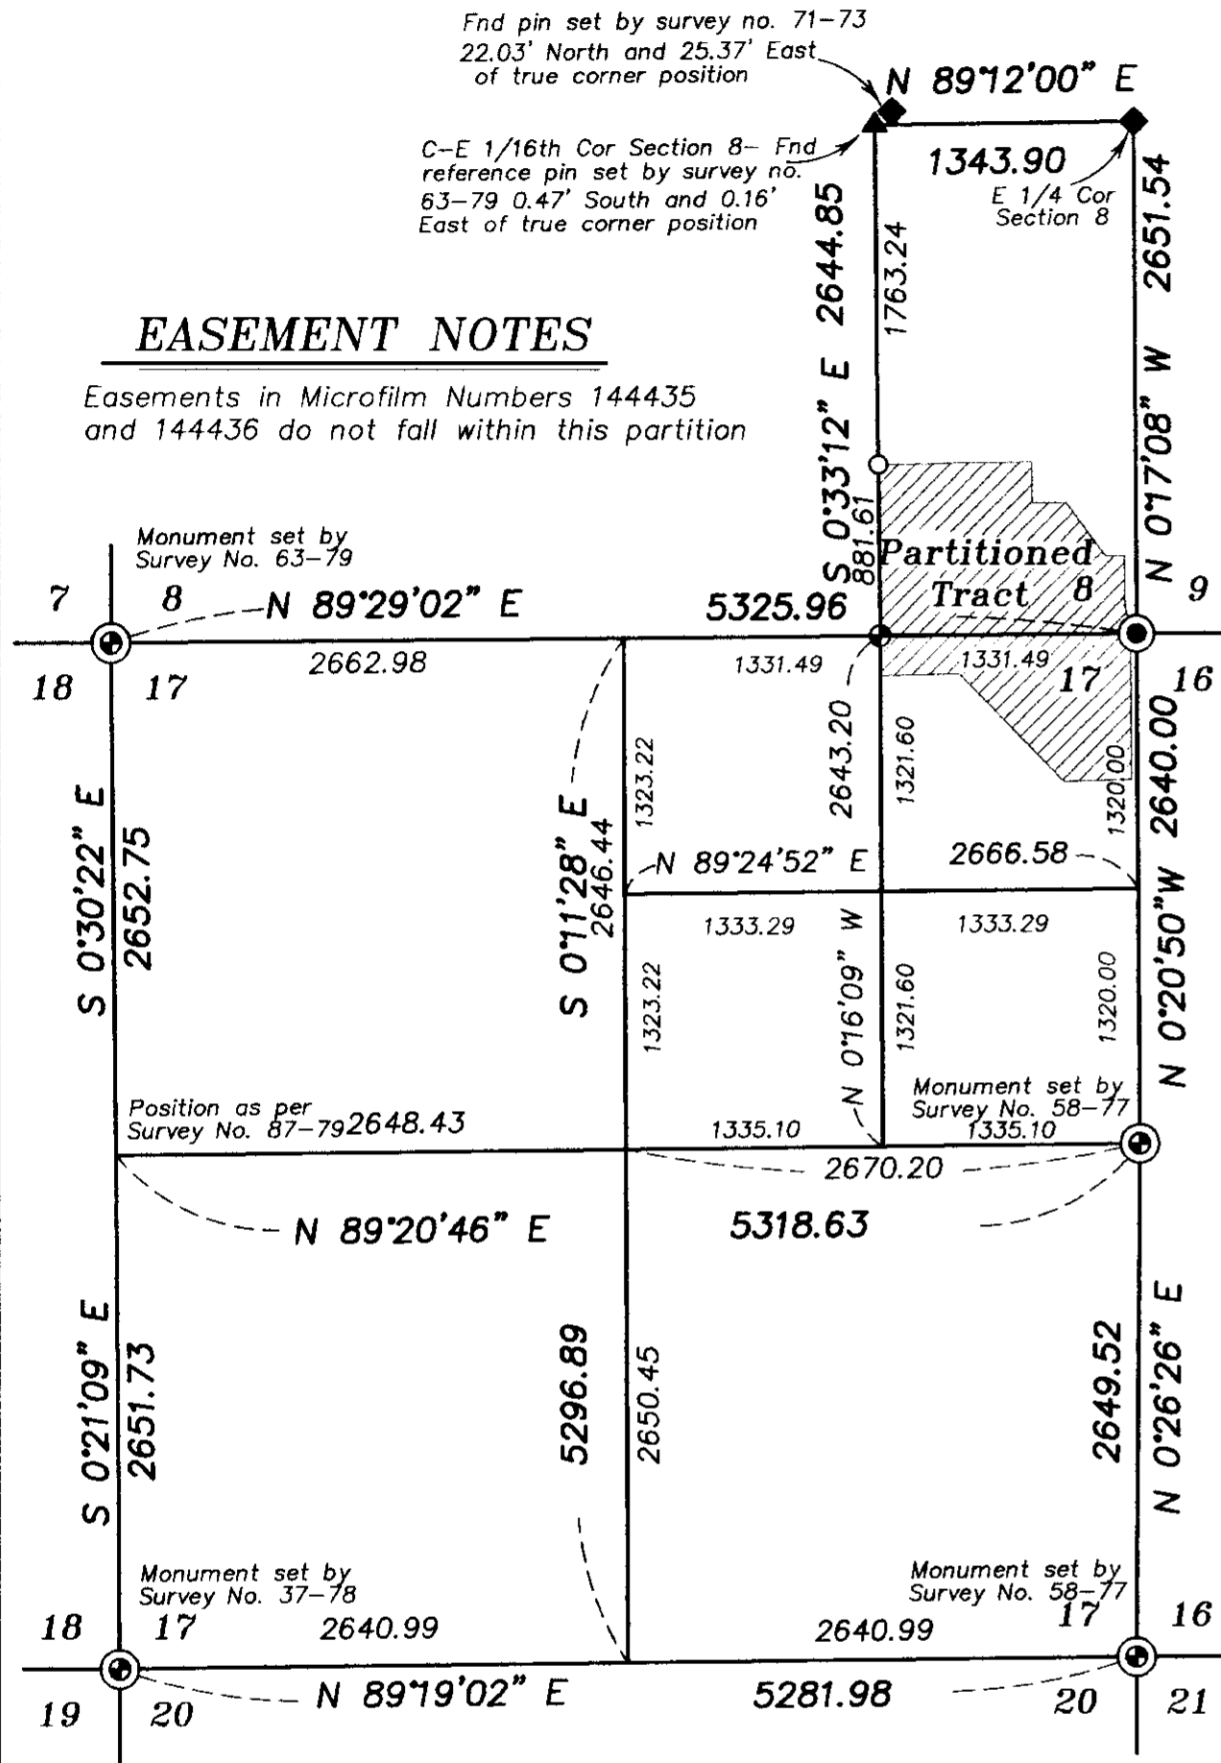 Fnd pin set by survey no. 71-73
22.03' North and 25.37' East
of true corner position
N 89°12'00" E
C-E 1/16th Cor Section 8- Fnd
reference pin set by survey no.
63-79 0.47' South and 0.16'
East of true corner position
1343.90
E 1/4 Cor
Section 8
S 0°33'12" E 2644.85
1763.24
881.61
N 0°17'08" W 2651.54
EASEMENT NOTES
Easements in Microfilm Numbers 144435
and 144436 do not fall within this partition
Monument set by
Survey No. 63-79
7
8
N 89°29'02" E
5325.96
Partitioned
Tract
8
9
18
17
2662.98
1331.49
1331.49
17
16
S 0°30'22" E
2652.75
S 0°11'28" E
2646.44
1323.22
2643.20
1321.60
1320.00
N 0°20'50"W 2640.00
N 89°24'52" E
2666.58
1333.29
1333.29
1323.22
N 0°16'09" W
1321.60
1320.00
Position as per
Survey No. 87-79
2648.43
Monument set by
Survey No. 58-77
1335.10
1335.10
2670.20
N 89°20'46" E
5318.63
S 0°21'09" E
2651.73
5296.89
2650.45
2649.52
N 0°26'26" E
Monument set by
Survey No. 37-78
Monument set by
Survey No. 58-77
18
17
2640.99
2640.99
17
16
N 89°19'02" E
5281.98
19
20
20
21